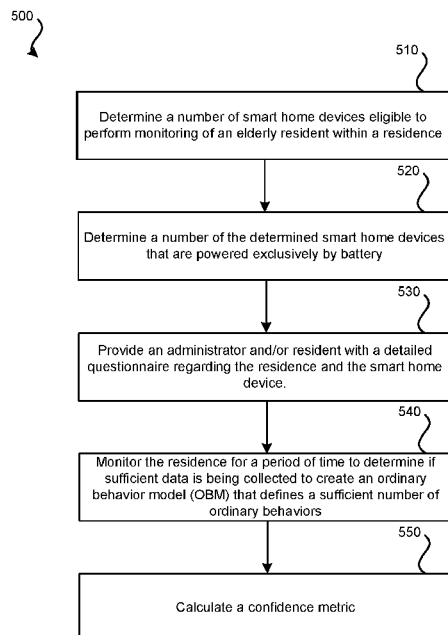 500
510
Determine a number of smart home devices eligible to
perform monitoring of an elderly resident within a residence
520
Determine a number of the determined smart home devices
that are powered exclusively by battery
530
Provide an administrator and/or resident with a detailed
questionnaire regarding the residence and the smart home
device.
540
Monitor the residence for a period of time to determine if
sufficient data is being collected to create an ordinary
behavior model (OBM) that defines a sufficient number of
ordinary behaviors
550
Calculate a confidence metric